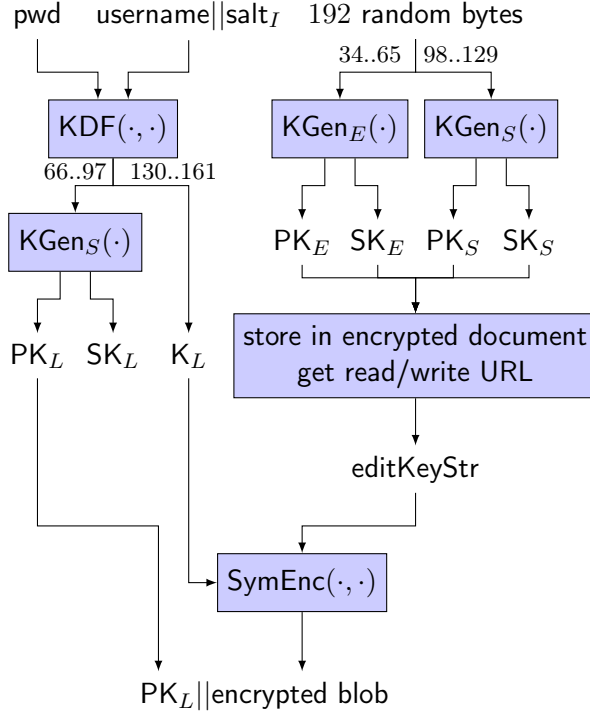 pwd username||salt_I 192 random bytes
34..65 98..129
KDF(·,·) KGen_E(·) KGen_S(·)
66..97 130..161
KGen_S(·) PK_E SK_E PK_S SK_S
store in encrypted document
get read/write URL
PK_L SK_L K_L
editKeyStr
SymEnc(·,·)
PK_L||encrypted blob